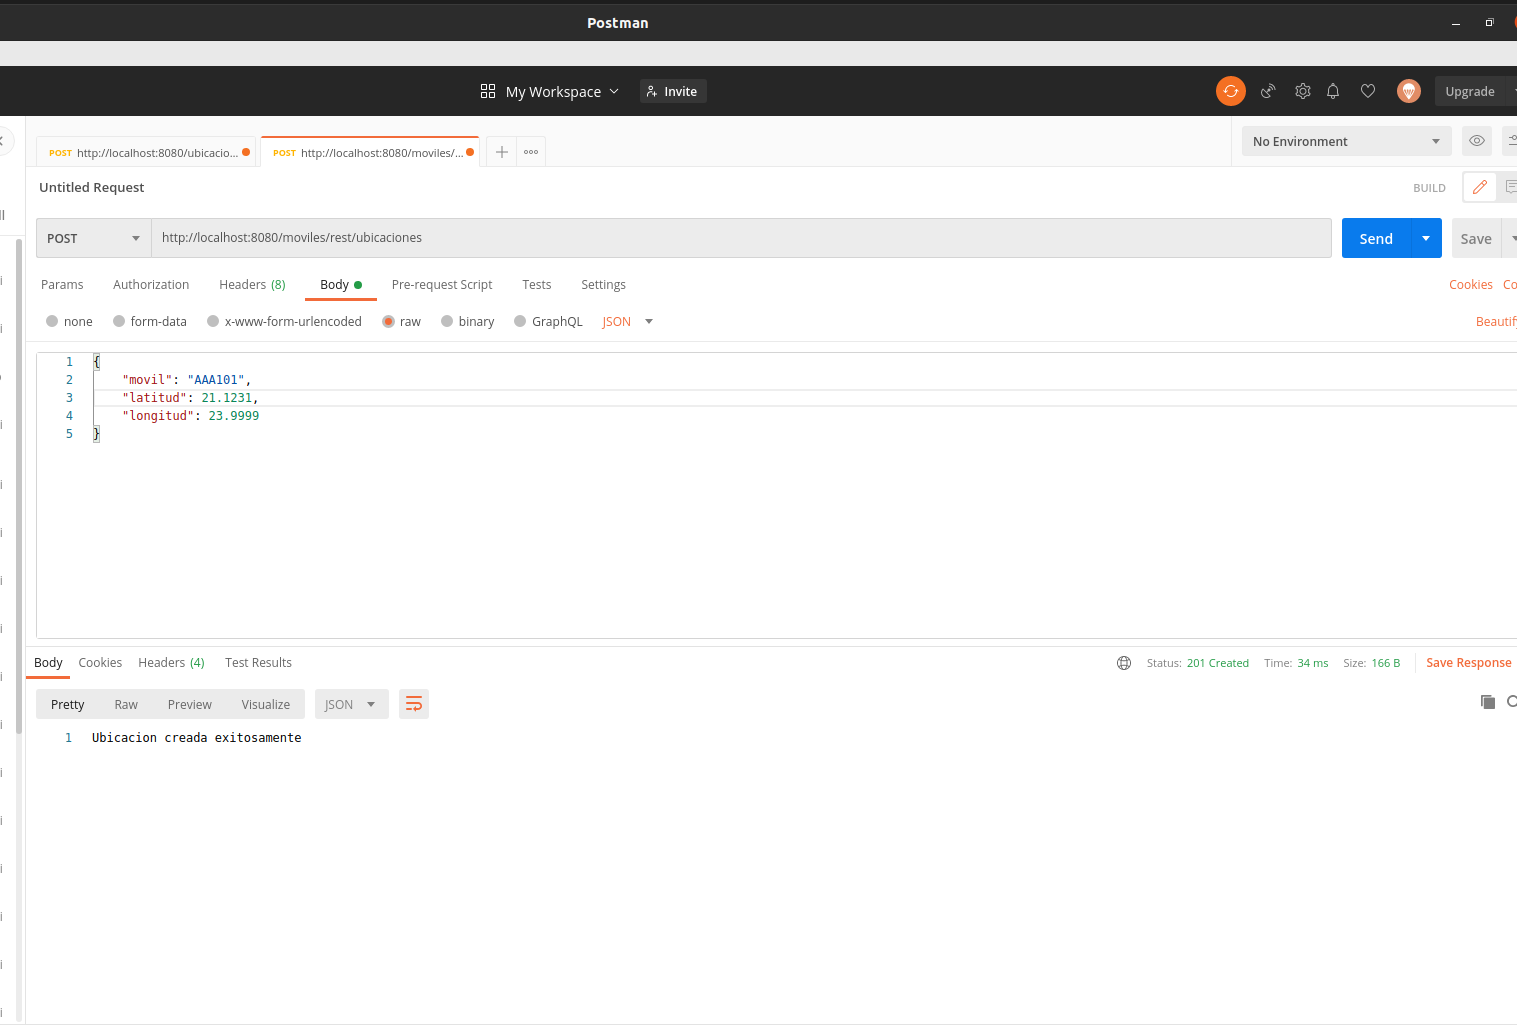 Postman
My Workspace
Invite
Upgrade
POST http://localhost:8080/ubicacio...
POST http://localhost:8080/moviles/...
No Environment
Untitled Request
BUILD
POST
http://localhost:8080/moviles/rest/ubicaciones
Send
Save
Params
Authorization
Headers (8)
Body
Pre-request Script
Tests
Settings
Cookies
Co
none
form-data
x-www-form-urlencoded
raw
binary
GraphQL
JSON
Beautify
1 {
2 "movil": "AAA101",
3 "latitud": 21.1231,
4 "longitud": 23.9999
5 }
Body
Cookies
Headers (4)
Test Results
Status: 201 Created
Time: 34 ms
Size: 166 B
Save Response
Pretty
Raw
Preview
Visualize
JSON
1 Ubicacion creada exitosamente